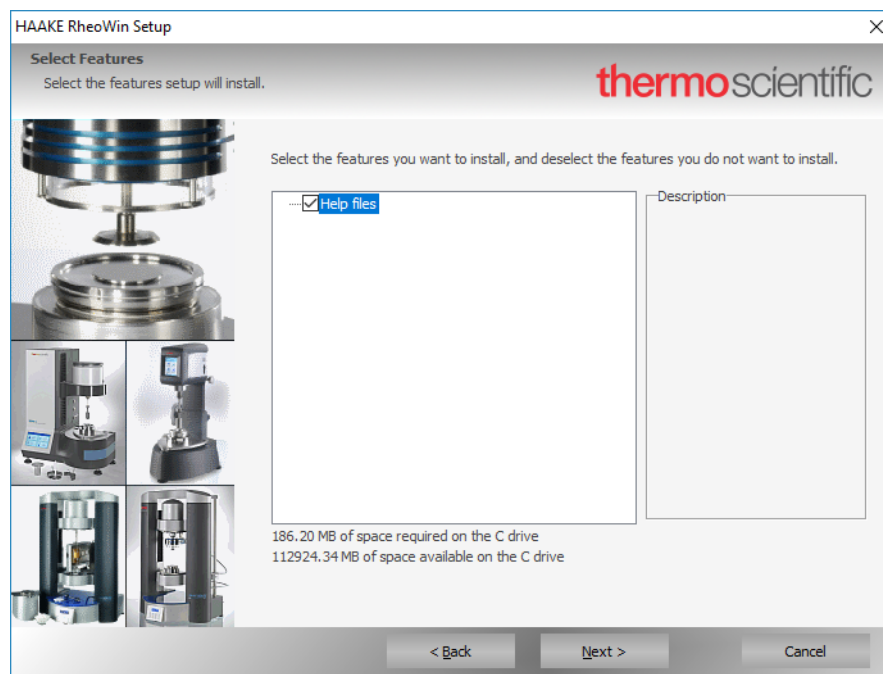 HAAKE RheoWin Setup
Select Features
Select the features setup will install.
thermoscientific
Select the features you want to install, and deselect the features you do not want to install.
Help files
Description
186.20 MB of space required on the C drive
112924.34 MB of space available on the C drive
< Back
Next >
Cancel